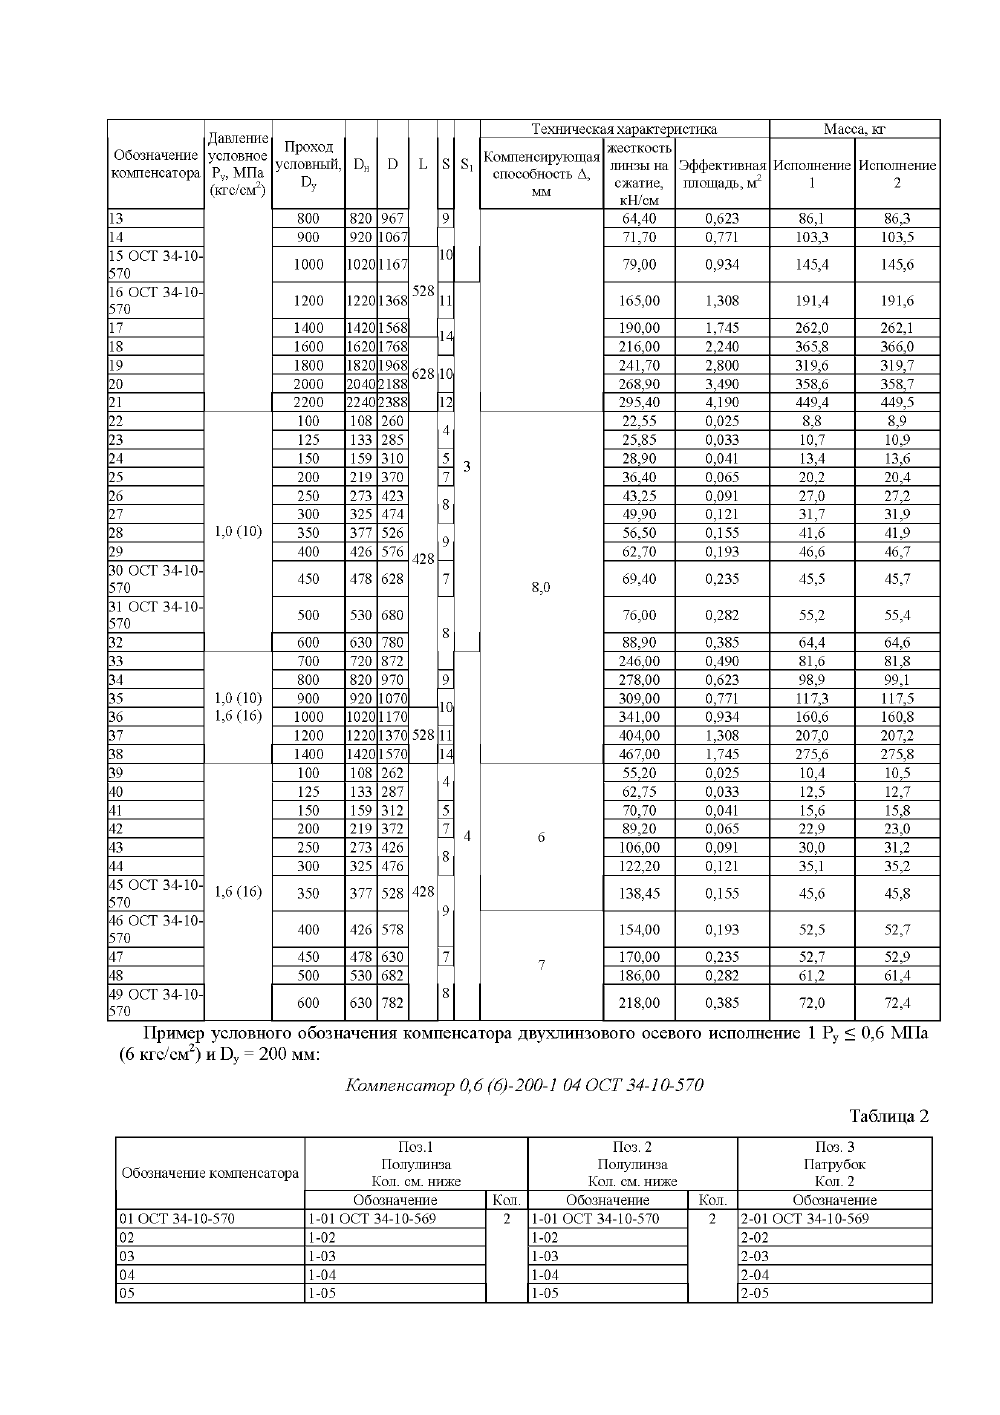 Обозначение компенсатора | Давление условное Pу, МПа (кгс/см²) | Проход условный, Dу | Dн | D | L | S | S₁ | Техническая характеристика | Масса, кг
Компенсирующая способность Δ, мм | жесткость линзы на сжатие, кН/см | Эффективная площадь, м² | Исполнение 1 | Исполнение 2
13 | 800 | 820 | 967 | 9 | 64,40 | 0,623 | 86,1 | 86,3
14 | 900 | 920 | 1067 | 10 | 71,70 | 0,771 | 103,3 | 103,5
15 ОСТ 34-10-570 | 1000 | 1020 | 1167 | 528 | 79,00 | 0,934 | 145,4 | 145,6
16 ОСТ 34-10-570 | 1200 | 1220 | 1368 | 11 | 3 | 165,00 | 1,308 | 191,4 | 191,6
17 | 1400 | 1420 | 1568 | 14 | 190,00 | 1,745 | 262,0 | 262,1
18 | 1600 | 1620 | 1768 | 628 | 216,00 | 2,240 | 365,8 | 366,0
19 | 1800 | 1820 | 1968 | 10 | 241,70 | 2,800 | 319,6 | 319,7
20 | 2000 | 2040 | 2188 | 268,90 | 3,490 | 358,6 | 358,7
21 | 2200 | 2240 | 2388 | 12 | 295,40 | 4,190 | 449,4 | 449,5
22 | 1,0 (10) | 100 | 108 | 260 | 428 | 4 | 8,0 | 22,55 | 0,025 | 8,8 | 8,9
23 | 125 | 133 | 285 | 25,85 | 0,033 | 10,7 | 10,9
24 | 150 | 159 | 310 | 5 | 28,90 | 0,041 | 13,4 | 13,6
25 | 200 | 219 | 370 | 7 | 36,40 | 0,065 | 20,2 | 20,4
26 | 250 | 273 | 423 | 8 | 43,25 | 0,091 | 27,0 | 27,2
27 | 300 | 325 | 474 | 49,90 | 0,121 | 31,7 | 31,9
28 | 350 | 377 | 526 | 9 | 56,50 | 0,155 | 41,6 | 41,9
29 | 400 | 426 | 576 | 62,70 | 0,193 | 46,6 | 46,7
30 ОСТ 34-10-570 | 450 | 478 | 628 | 7 | 69,40 | 0,235 | 45,5 | 45,7
31 ОСТ 34-10-570 | 500 | 530 | 680 | 8 | 76,00 | 0,282 | 55,2 | 55,4
32 | 600 | 630 | 780 | 88,90 | 0,385 | 64,4 | 64,6
33 | 1,0 (10) 1,6 (16) | 700 | 720 | 872 | 4 | 246,00 | 0,490 | 81,6 | 81,8
34 | 800 | 820 | 970 | 9 | 278,00 | 0,623 | 98,9 | 99,1
35 | 900 | 920 | 1070 | 10 | 309,00 | 0,771 | 117,3 | 117,5
36 | 1000 | 1020 | 1170 | 528 | 341,00 | 0,934 | 160,6 | 160,8
37 | 1200 | 1220 | 1370 | 11 | 404,00 | 1,308 | 207,0 | 207,2
38 | 1400 | 1420 | 1570 | 14 | 467,00 | 1,745 | 275,6 | 275,8
39 | 1,6 (16) | 100 | 108 | 262 | 428 | 4 | 6 | 55,20 | 0,025 | 10,4 | 10,5
40 | 125 | 133 | 287 | 62,75 | 0,033 | 12,5 | 12,7
41 | 150 | 159 | 312 | 5 | 70,70 | 0,041 | 15,6 | 15,8
42 | 200 | 219 | 372 | 7 | 89,20 | 0,065 | 22,9 | 23,0
43 | 250 | 273 | 426 | 8 | 106,00 | 0,091 | 30,0 | 31,2
44 | 300 | 325 | 476 | 122,20 | 0,121 | 35,1 | 35,2
45 ОСТ 34-10-570 | 350 | 377 | 528 | 9 | 138,45 | 0,155 | 45,6 | 45,8
46 ОСТ 34-10-570 | 400 | 426 | 578 | 7 | 154,00 | 0,193 | 52,5 | 52,7
47 | 450 | 478 | 630 | 7 | 170,00 | 0,235 | 52,7 | 52,9
48 | 500 | 530 | 682 | 8 | 186,00 | 0,282 | 61,2 | 61,4
49 ОСТ 34-10-570 | 600 | 630 | 782 | 218,00 | 0,385 | 72,0 | 72,4
Пример условного обозначения компенсатора двухлинзового осевого исполнение 1 Pу ≤ 0,6 МПа
(6 кгс/см²) и Dу = 200 мм:
Компенсатор 0,6 (6)-200-1 04 ОСТ 34-10-570
Таблица 2
Обозначение компенсатора | Поз.1 Полулинза Кол. см. ниже | Поз. 2 Полулинза Кол. см. ниже | Поз. 3 Патрубок Кол. 2
Обозначение | Кол. | Обозначение | Кол. | Обозначение
01 ОСТ 34-10-570 | 1-01 ОСТ 34-10-569 | 2 | 1-01 ОСТ 34-10-570 | 2 | 2-01 ОСТ 34-10-569
02 | 1-02 | 1-02 | 2-02
03 | 1-03 | 1-03 | 2-03
04 | 1-04 | 1-04 | 2-04
05 | 1-05 | 1-05 | 2-05